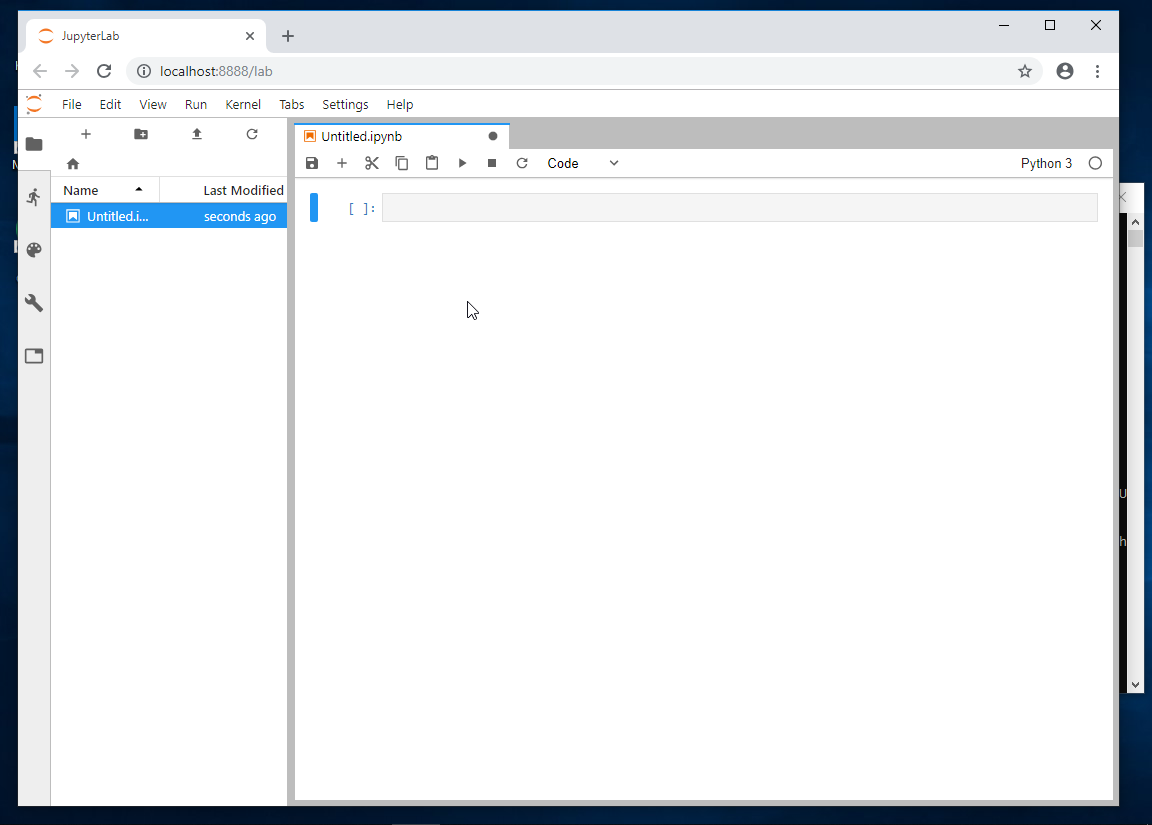 JupyterLab
localhost:8888/lab
File Edit View Run Kernel Tabs Settings Help
Untitled.ipynb
Code Python 3
Name Last Modified
Untitled.i... seconds ago
[ ]:
U
h